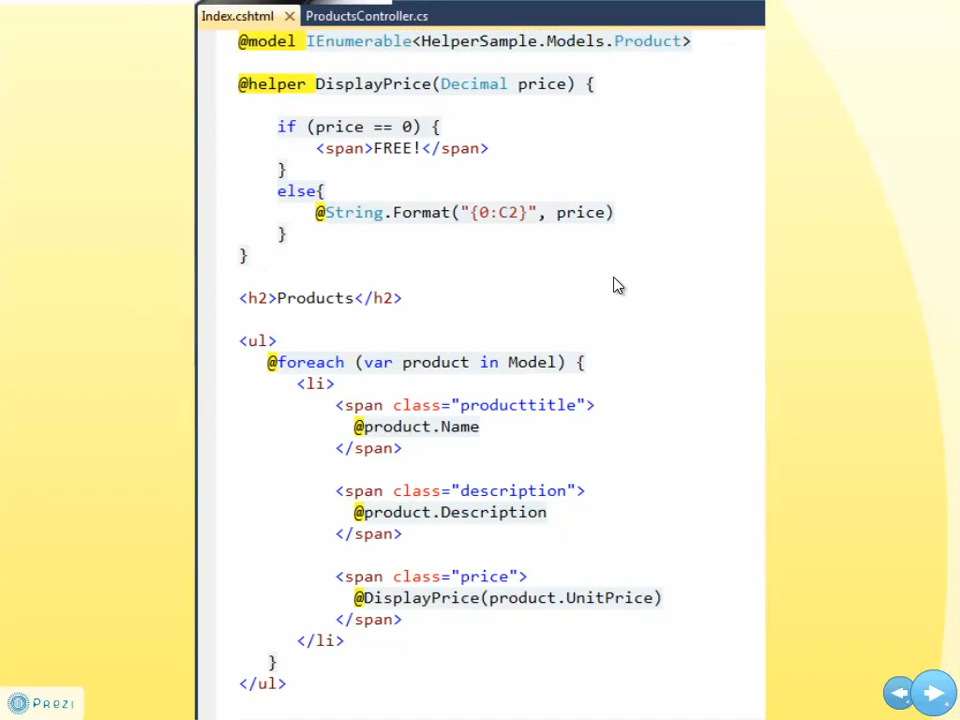 Index.cshtml ProductsController.cs
@model IEnumerable<HelperSample.Models.Product>
@helper DisplayPrice(Decimal price) {
if (price == 0) {
<span>FREE!</span>
}
else{
@String.Format("{0:C2}", price)
}
}
<h2>Products</h2>
<ul>
@foreach (var product in Model) {
<li>
<span class="producttitle">
@product.Name
</span>
<span class="description">
@product.Description
</span>
<span class="price">
@DisplayPrice(product.UnitPrice)
</span>
</li>
}
</ul>
Prezi